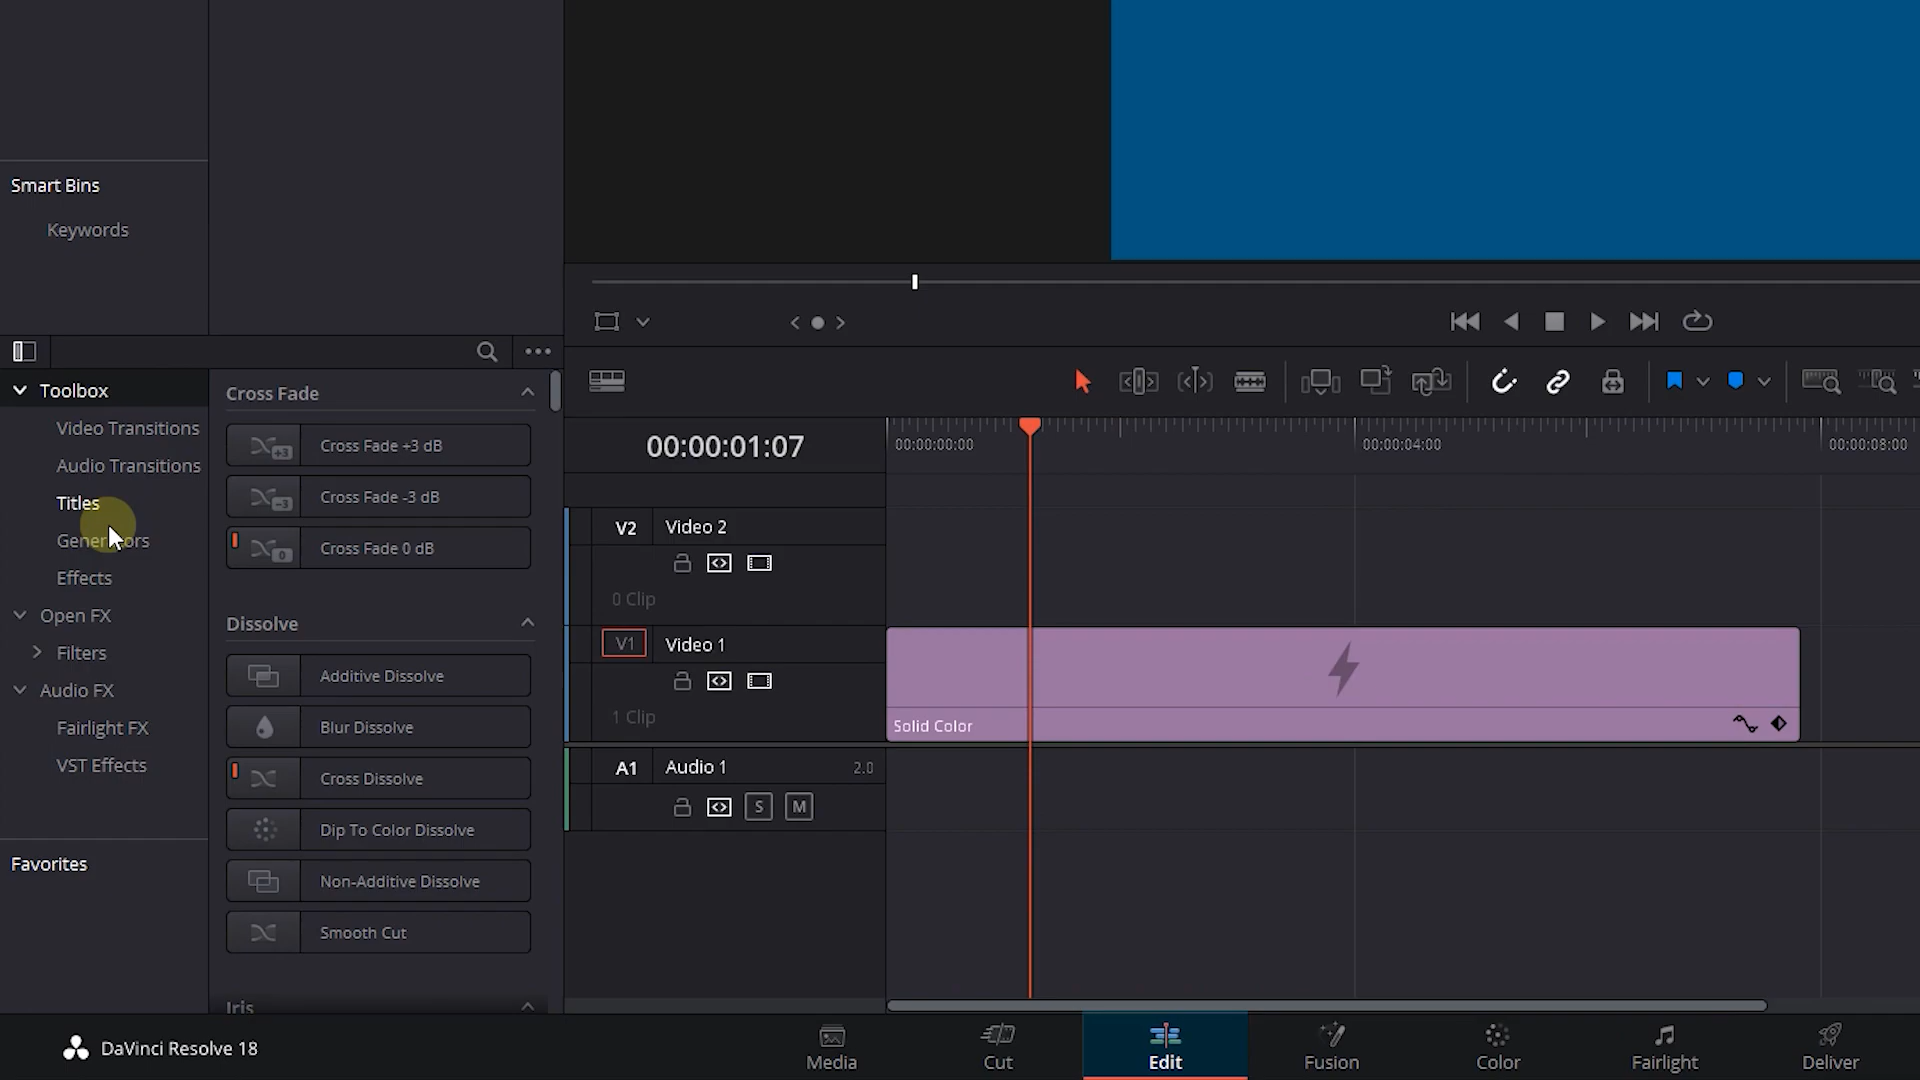 Smart Bins
Keywords
Toolbox
Video Transitions
Audio Transitions
Titles
Effects
Open FX
Filters
Audio FX
Fairlight FX
VST Effects
Favorites
Cross Fade
+3 Cross Fade +3 dB
-3 Cross Fade -3 dB
0 Cross Fade 0 dB
Dissolve
Additive Dissolve
Blur Dissolve
Cross Dissolve
Dip To Color Dissolve
Non-Additive Dissolve
Smooth Cut
Iris
00:00:01:07
00:00:00:00
00:00:04:00
00:00:08:00
V2 Video 2
0 Clip
V1 Video 1
1 Clip
Solid Color
A1 Audio 1 2.0
S M
DaVinci Resolve 18
Media
Cut
Edit
Fusion
Color
Fairlight
Deliver